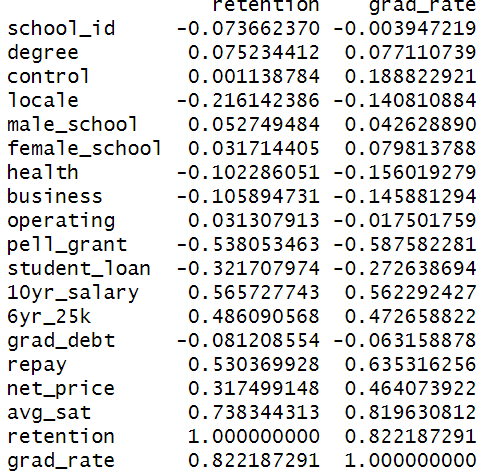 retention grad_rate
school_id -0.073662370 -0.003947219
degree 0.075234412 0.077110739
control 0.001138784 0.188822921
locale -0.216142386 -0.140810884
male_school 0.052749484 0.042628890
female_school 0.031714405 0.079813788
health -0.102286051 -0.156019279
business -0.105894731 -0.145881294
operating 0.031307913 -0.017501759
pell_grant -0.538053463 -0.587582281
student_loan -0.321707974 -0.272638694
10yr_salary 0.565727743 0.562292427
6yr_25k 0.486090568 0.472658822
grad_debt -0.081208554 -0.063158878
repay 0.530369928 0.635316256
net_price 0.317499148 0.464073922
avg_sat 0.738344313 0.819630812
retention 1.000000000 0.822187291
grad_rate 0.822187291 1.000000000